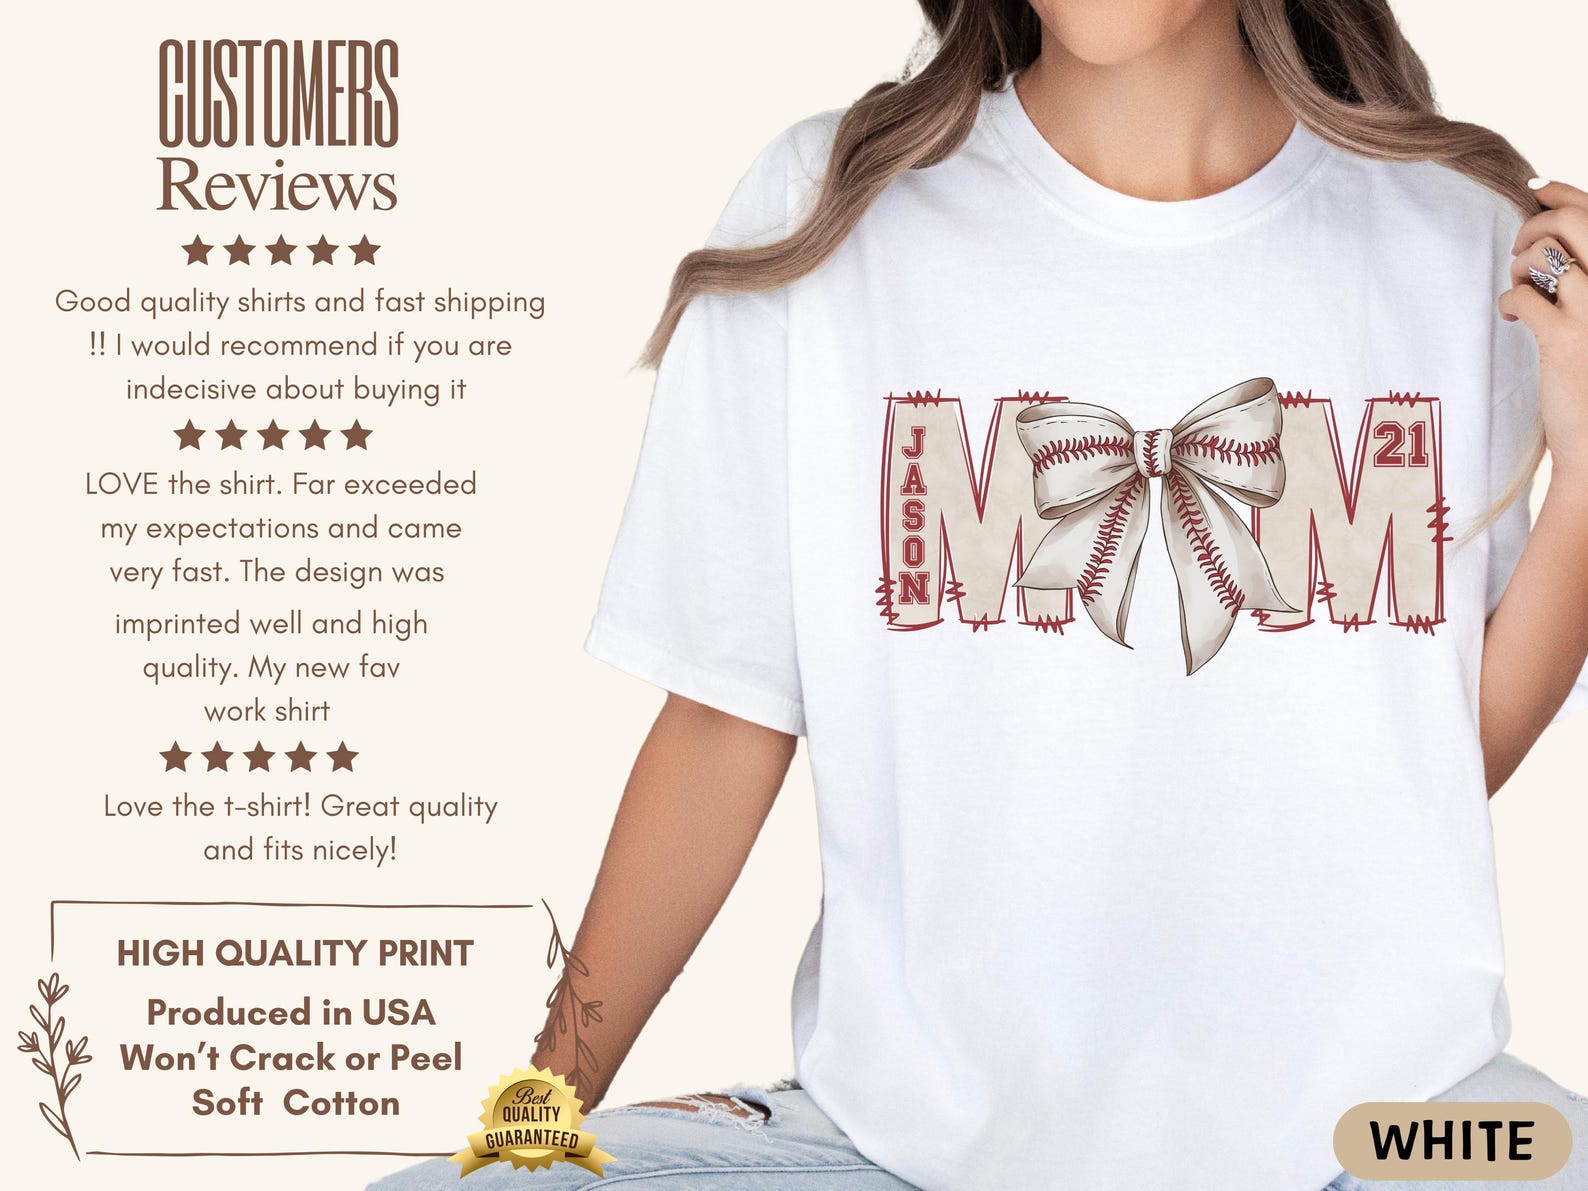 CUSTOMERS
Reviews
Good quality shirts and fast shipping
!! I would recommend if you are
indecisive about buying it
LOVE the shirt. Far exceeded
my expectations and came
very fast. The design was
imprinted well and high
quality. My new fav
work shirt
Love the t-shirt! Great quality
and fits nicely!
HIGH QUALITY PRINT
Produced in USA
Won't Crack or Peel
Soft Cotton
Best
QUALITY
GUARANTEED
M M
JASON
21
WHITE